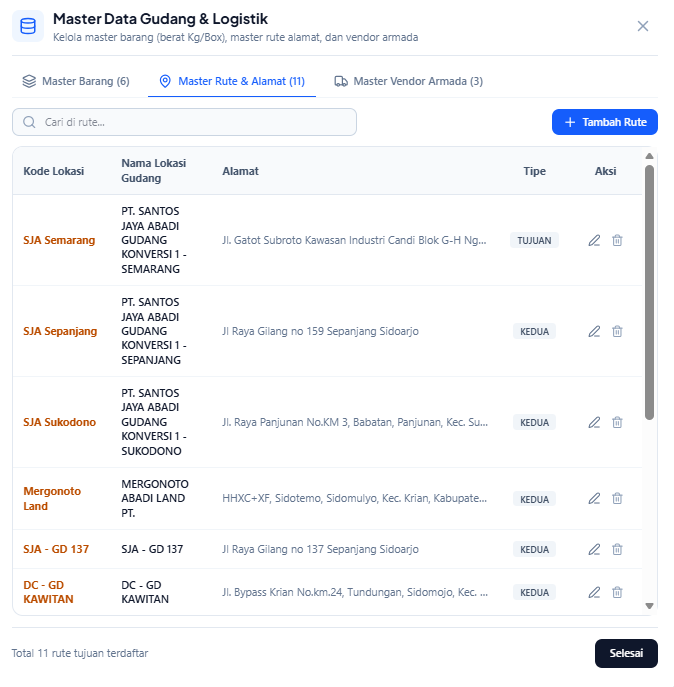 Master Data Gudang & Logistik
Kelola master barang (berat Kg/Box), master rute alamat, dan vendor armada
Master Barang (6)
Master Rute & Alamat (11)
Master Vendor Armada (3)
Cari di rute...
Tambah Rute
Kode Lokasi
Nama Lokasi
Gudang
Alamat
Tipe
Aksi
SJA Semarang
PT. SANTOS
JAYA ABADI
GUDANG
KONVERSI 1 -
SEMARANG
Jl. Gatot Subroto Kawasan Industri Candi Blok G-H Ng...
TUJUAN
SJA Sepanjang
PT. SANTOS
JAYA ABADI
GUDANG
KONVERSI 1 -
SEPANJANG
Jl Raya Gilang no 159 Sepanjang Sidoarjo
KEDUA
SJA Sukodono
PT. SANTOS
JAYA ABADI
GUDANG
KONVERSI 1 -
SUKODONO
Jl. Raya Panjunan No.KM 3, Babatan, Panjunan, Kec. Su...
KEDUA
Mergonoto
Land
MERGONOTO
ABADI LAND
PT.
HHXC+XF, Sidotemo, Sidomulyo, Kec. Krian, Kabupate...
KEDUA
SJA - GD 137
SJA - GD 137
Jl Raya Gilang no 137 Sepanjang Sidoarjo
KEDUA
DC - GD
KAWITAN
DC - GD
KAWITAN
Jl. Bypass Krian No.km.24, Tundungan, Sidomojo, Kec. ...
KEDUA
Total 11 rute tujuan terdaftar
Selesai